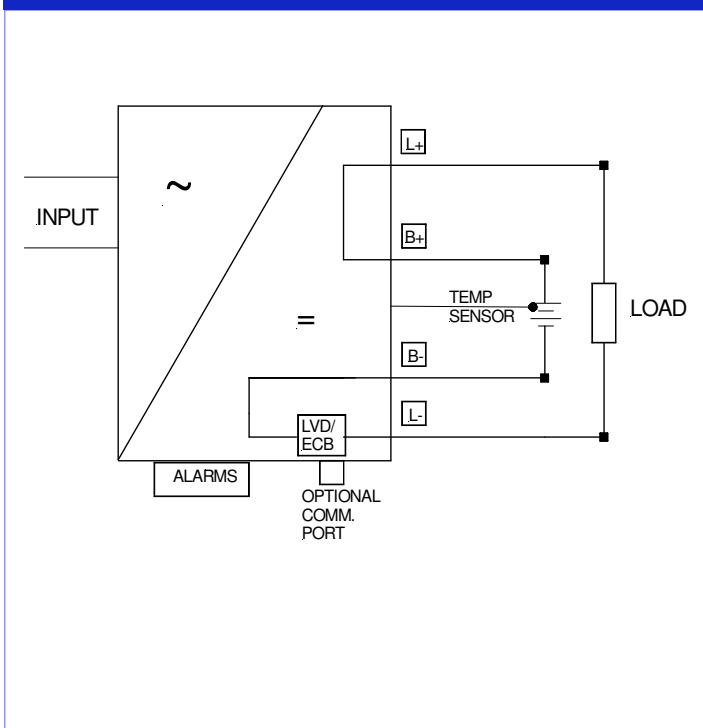 L+
~
INPUT
B+
TEMP
SENSOR
LOAD
=
B-
L-
LVD/
ECB
ALARMS
OPTIONAL
COMM.
PORT